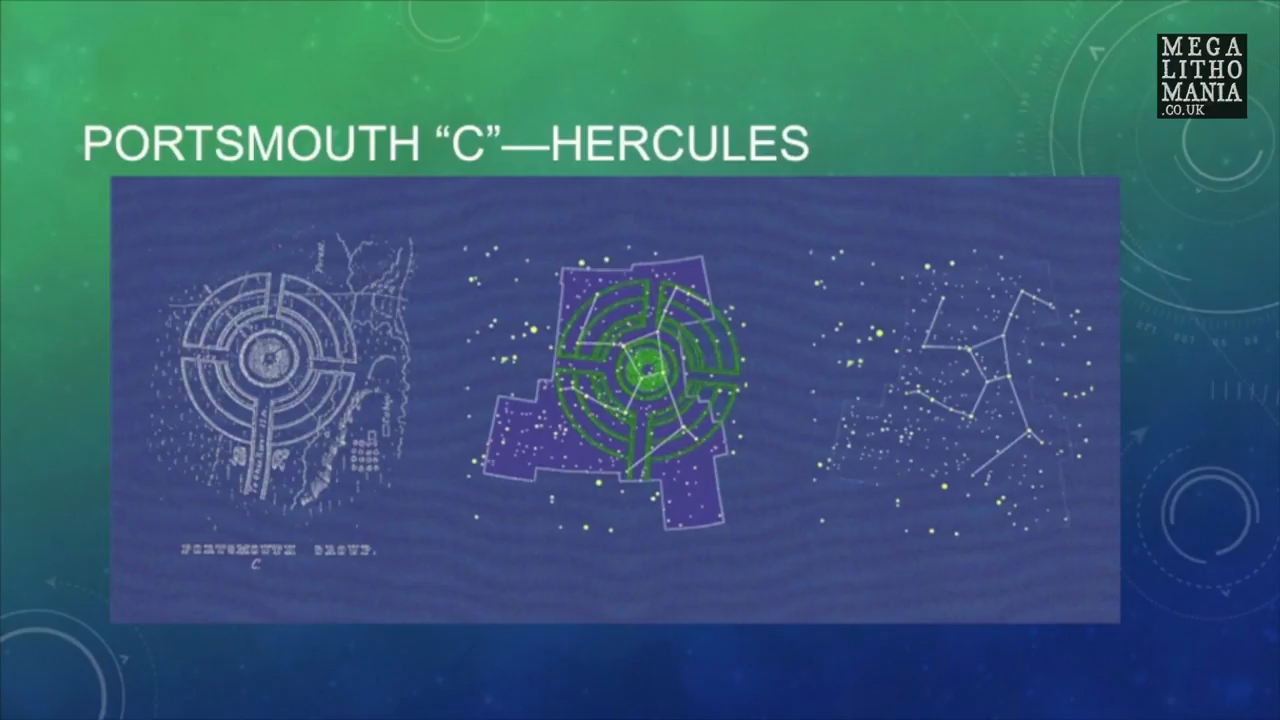 MEGA
LITHO
MANIA
.CO.UK
PORTSMOUTH “C”—HERCULES
PORTSMOUTH GROUP.
C.